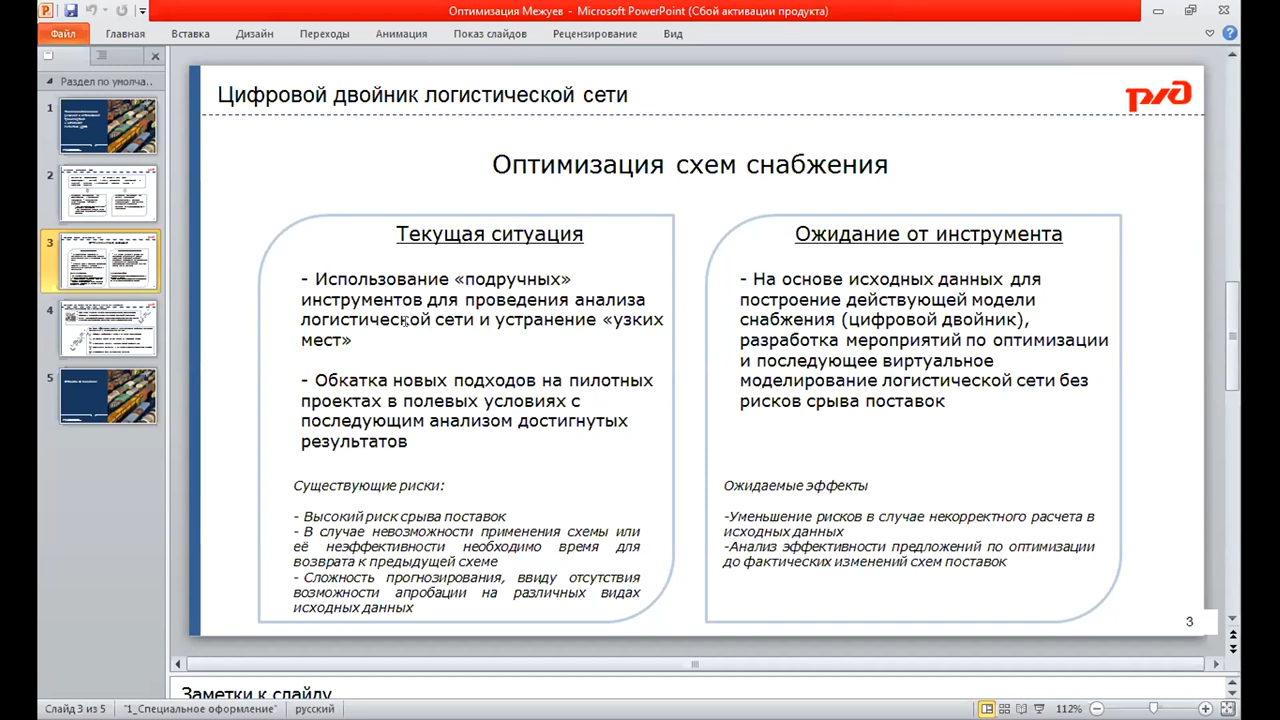 Оптимизация Межуев - Microsoft PowerPoint (Сбой активации продукта)
Файл Главная Вставка Дизайн Переходы Анимация Показ слайдов Рецензирование Вид
Раздел по умолча...
1
2
3
4
5
Цифровой двойник логистической сети
ржд
Оптимизация схем снабжения
Текущая ситуация
- Использование «подручных»
инструментов для проведения анализа
логистической сети и устранение «узких
мест»
- Обкатка новых подходов на пилотных
проектах в полевых условиях с
последующим анализом достигнутых
результатов
Существующие риски:
- Высокий риск срыва поставок
- В случае невозможности применения схемы или
её неэффективности необходимо время для
возврата к предыдущей схеме
- Сложность прогнозирования, ввиду отсутствия
возможности апробации на различных видах
исходных данных
Ожидание от инструмента
- На основе исходных данных для
построение действующей модели
снабжения (цифровой двойник),
разработка мероприятий по оптимизации
и последующее виртуальное
моделирование логистической сети без
рисков срыва поставок
Ожидаемые эффекты
-Уменьшение рисков в случае некорректного расчета в
исходных данных
-Анализ эффективности предложений по оптимизации
до фактических изменений схем поставок
3
Заметки к слайду
Слайд 3 из 5 "1_Специальное оформление" русский 112%